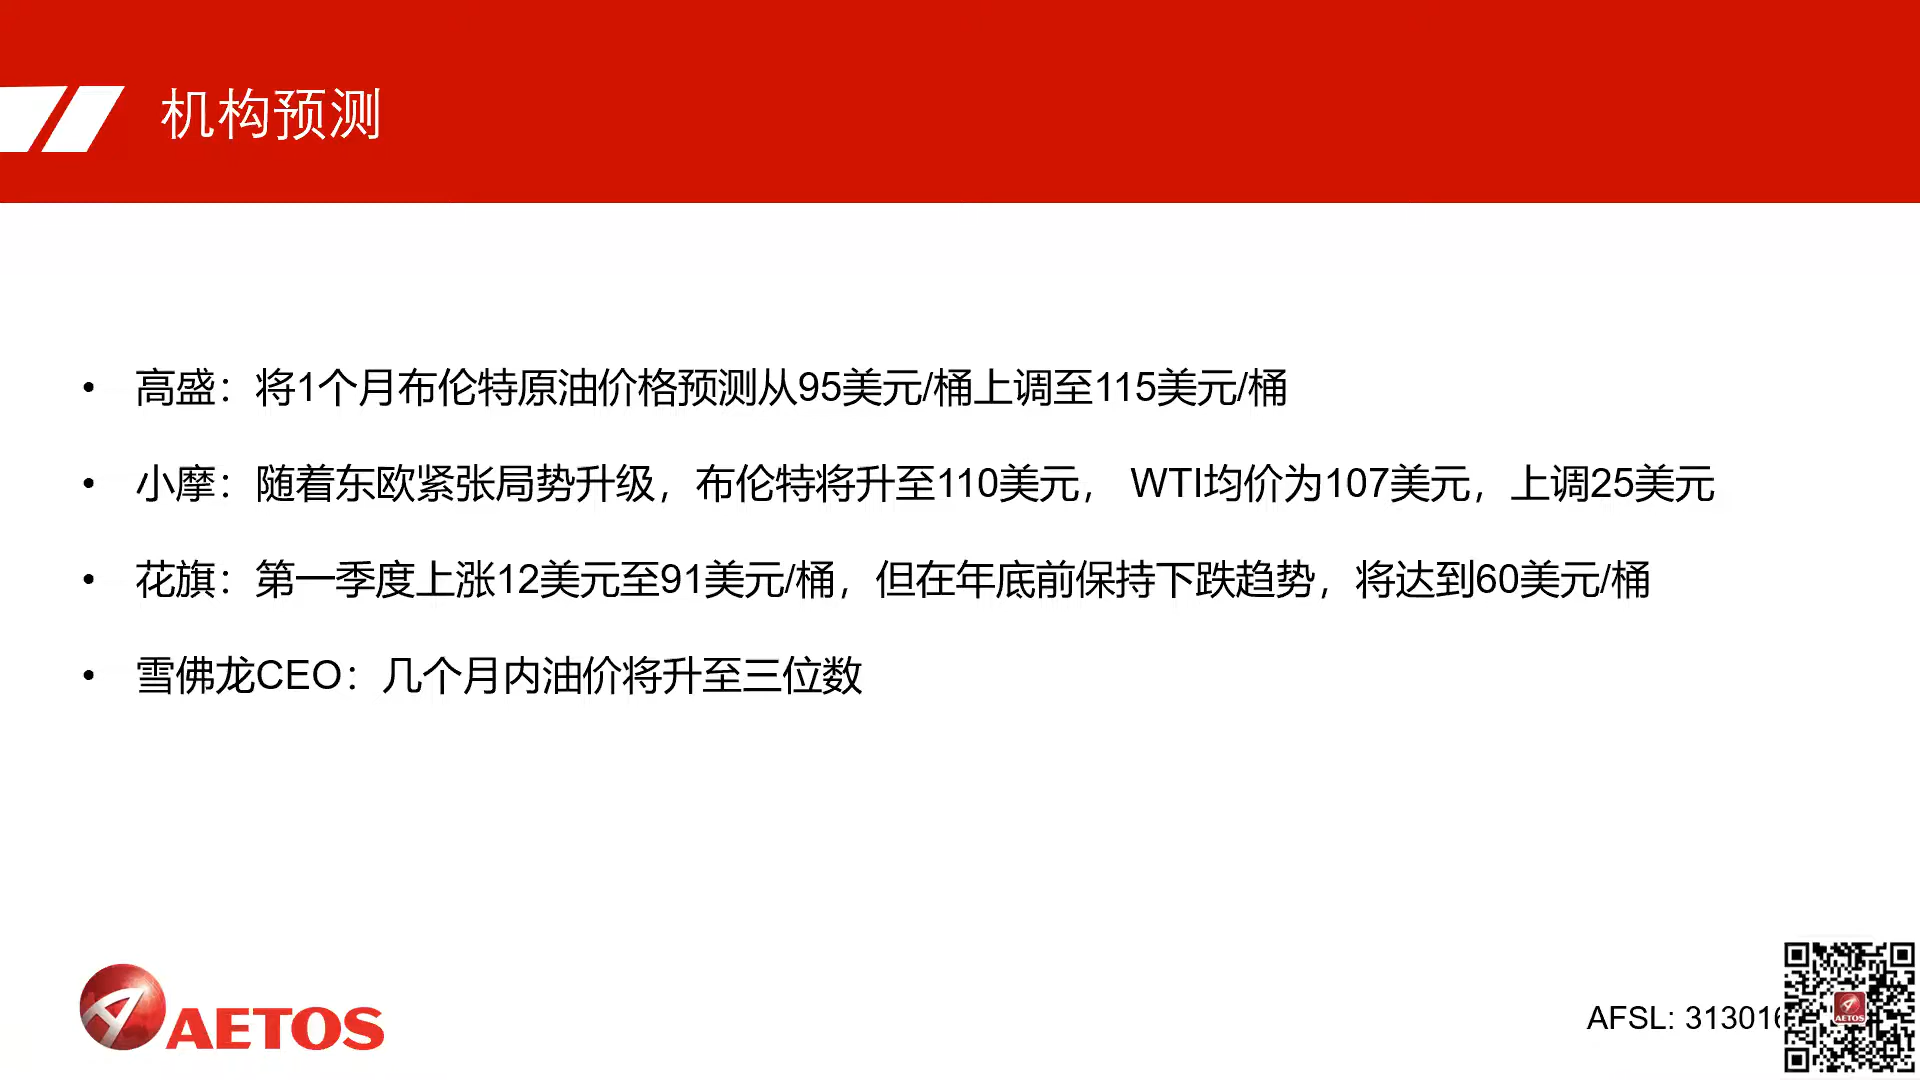 机构预测
• 高盛：将1个月布伦特原油价格预测从95美元/桶上调至115美元/桶
• 小摩：随着东欧紧张局势升级，布伦特将升至110美元， WTI均价为107美元，上调25美元
• 花旗：第一季度上涨12美元至91美元/桶，但在年底前保持下跌趋势，将达到60美元/桶
• 雪佛龙CEO：几个月内油价将升至三位数
AETOS
AFSL: 313016
AETOS